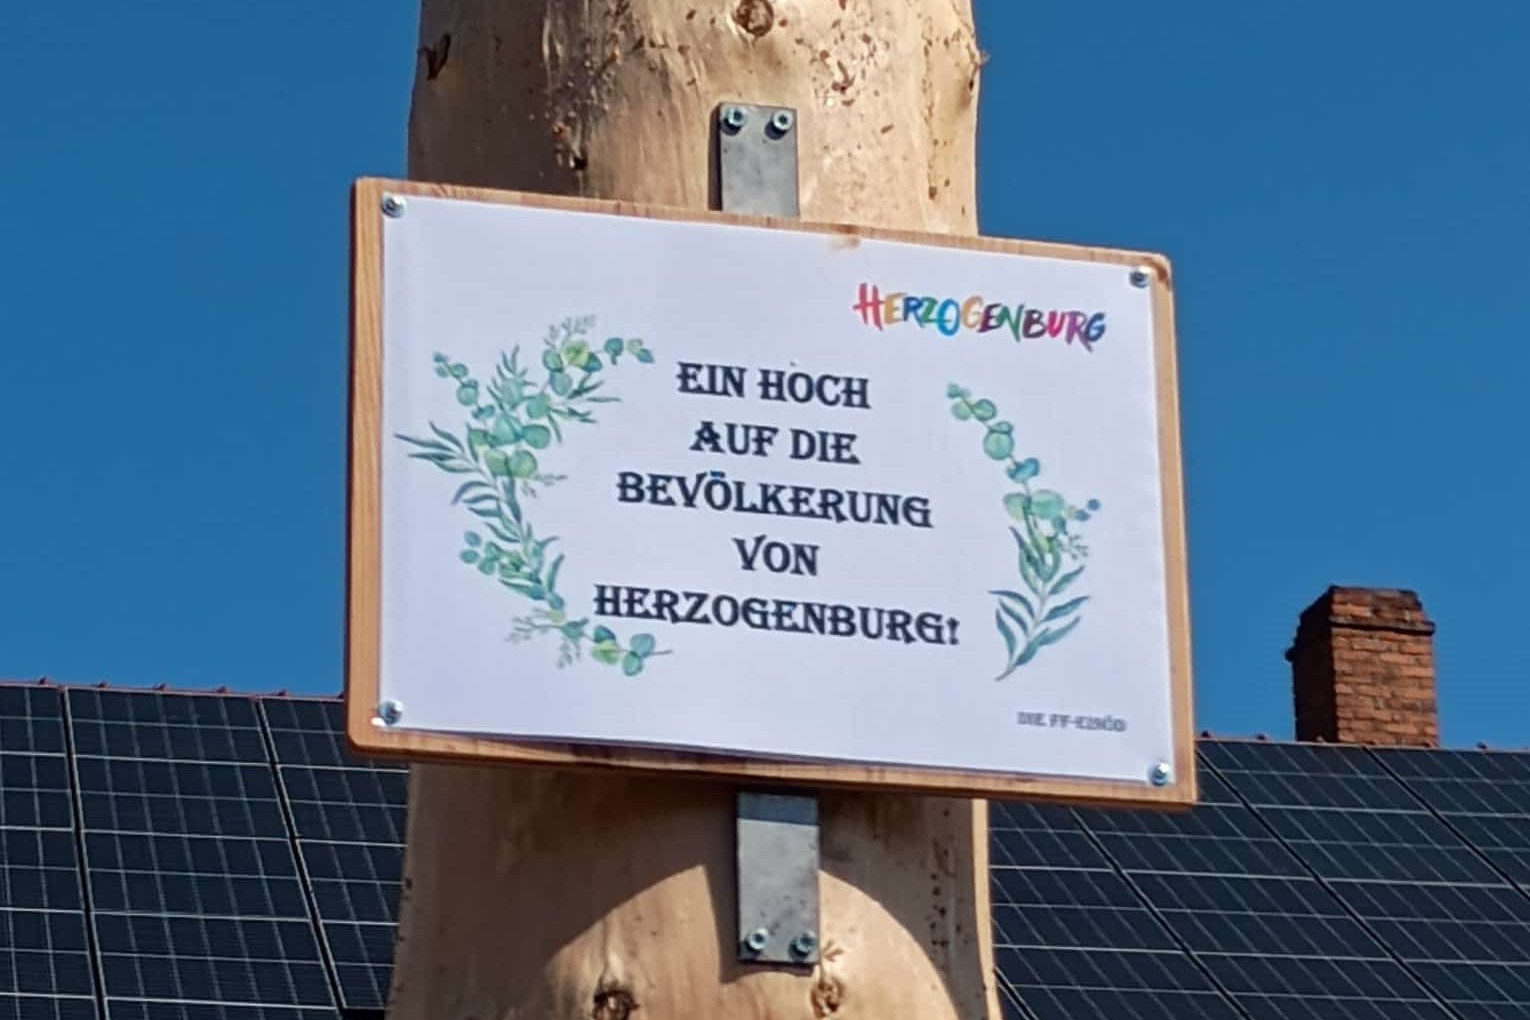 HERZOGENBURG
EIN HOCH
AUF DIE
BEVÖLKERUNG
VON
HERZOGENBURG!
DIE FF-EINÖD